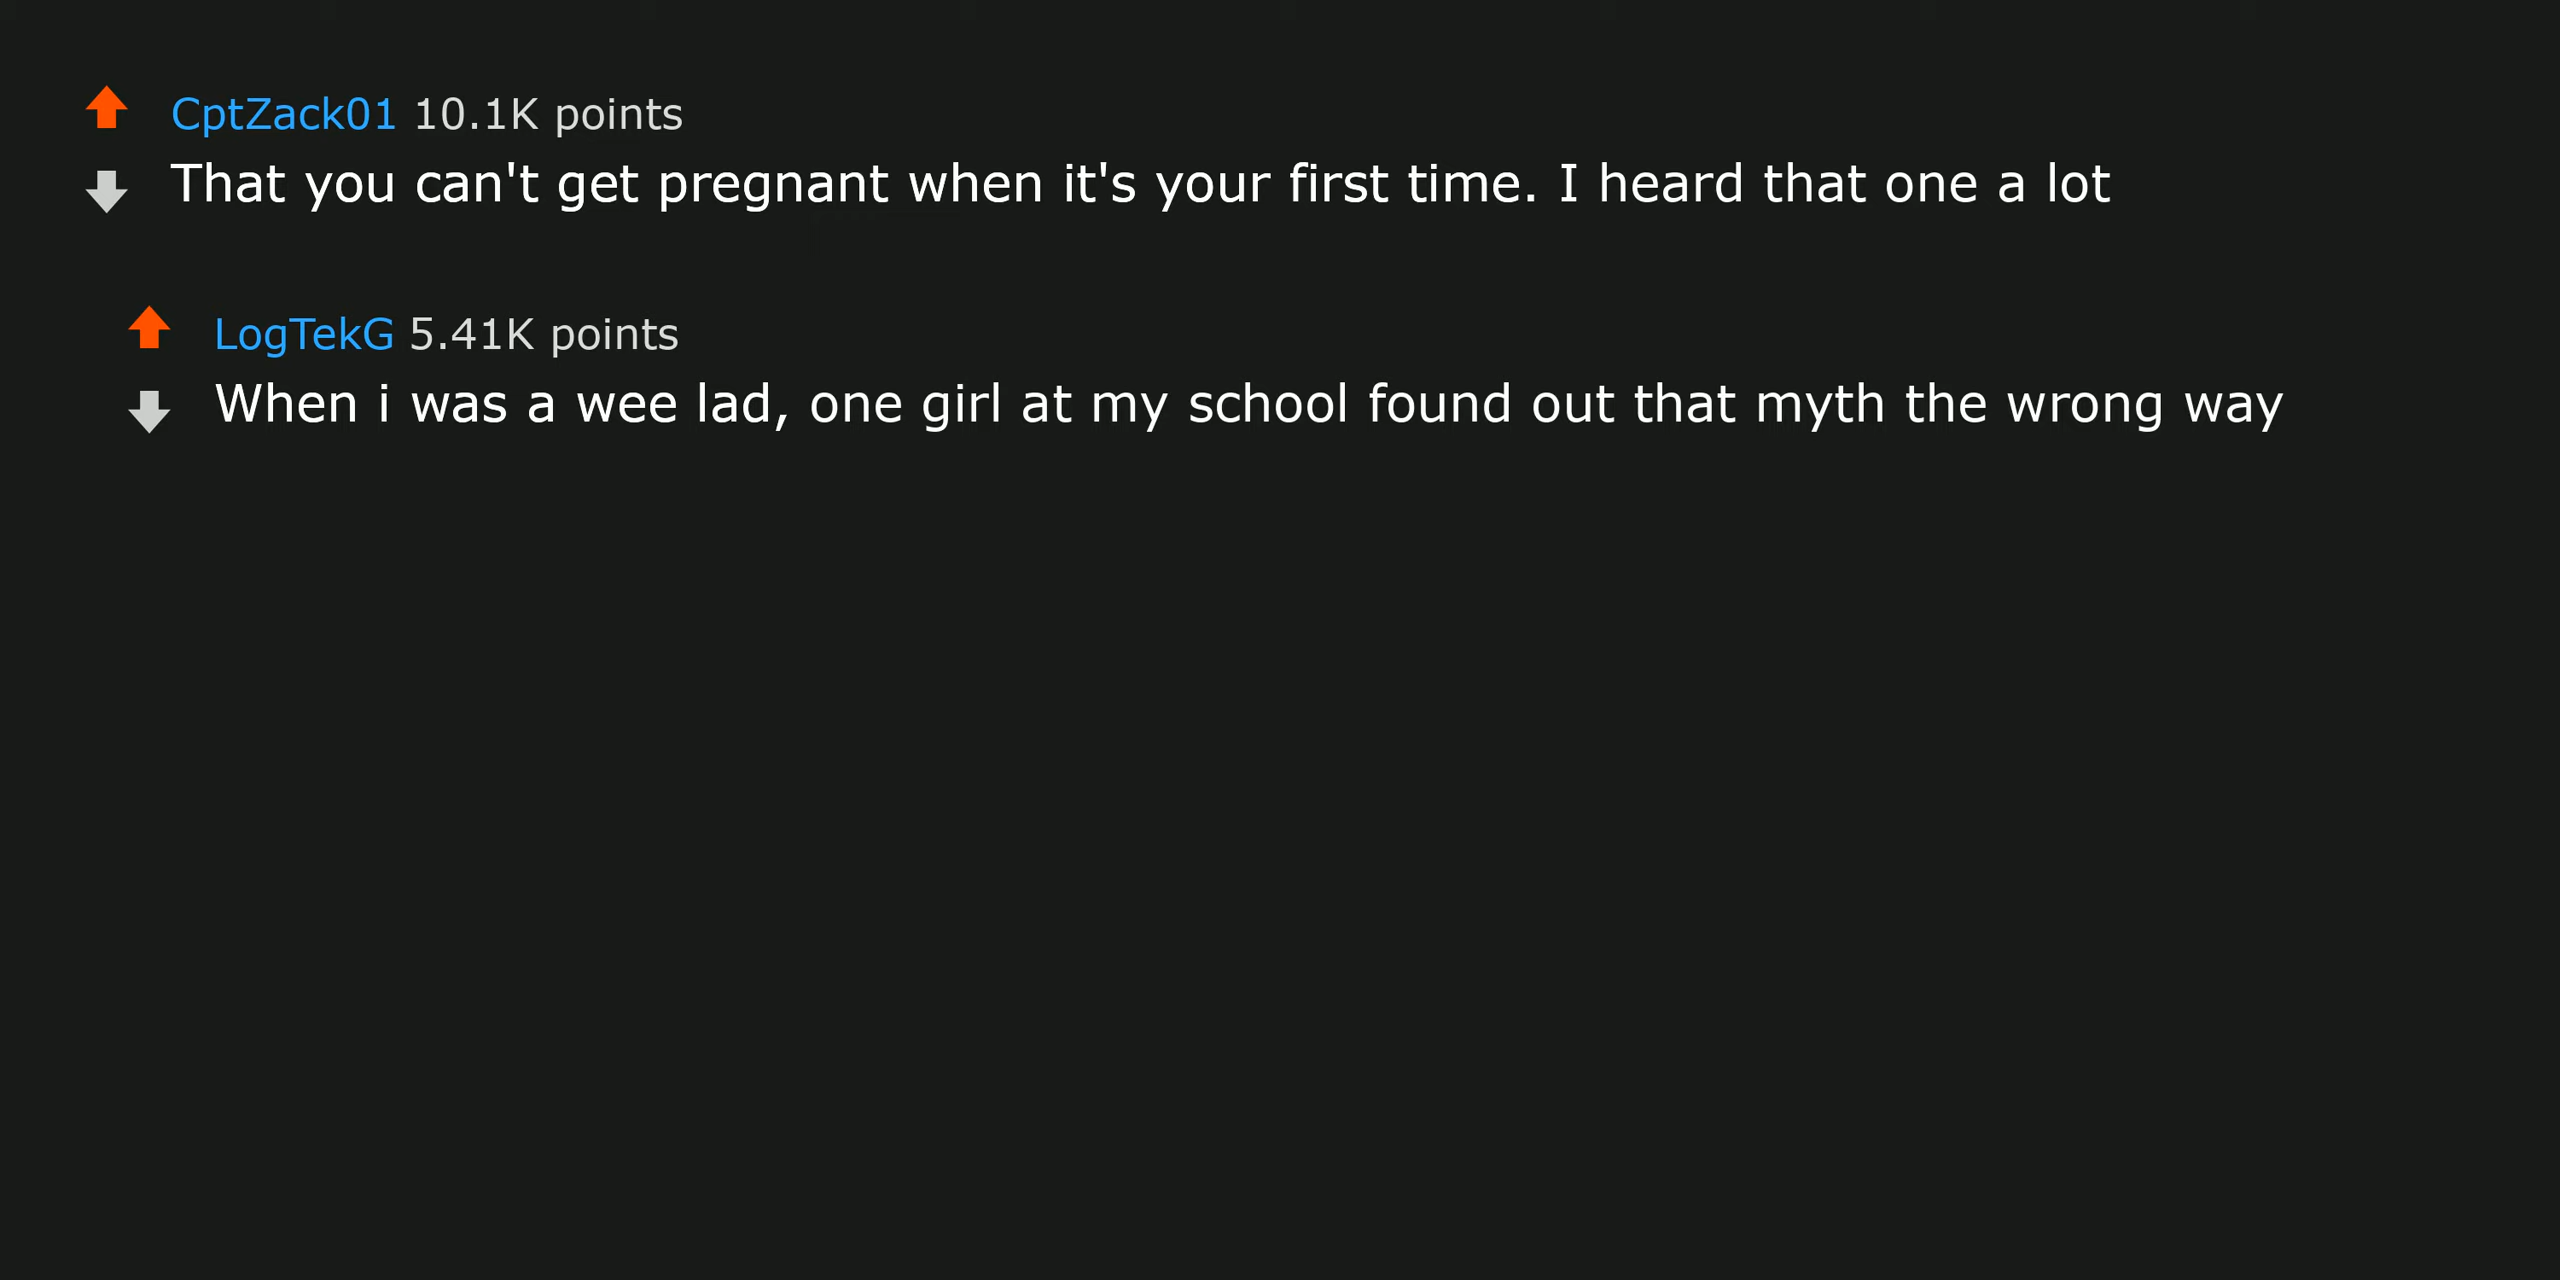 CptZack01 10.1K points
That you can't get pregnant when it's your first time. I heard that one a lot
LogTekG 5.41K points
When i was a wee lad, one girl at my school found out that myth the wrong way